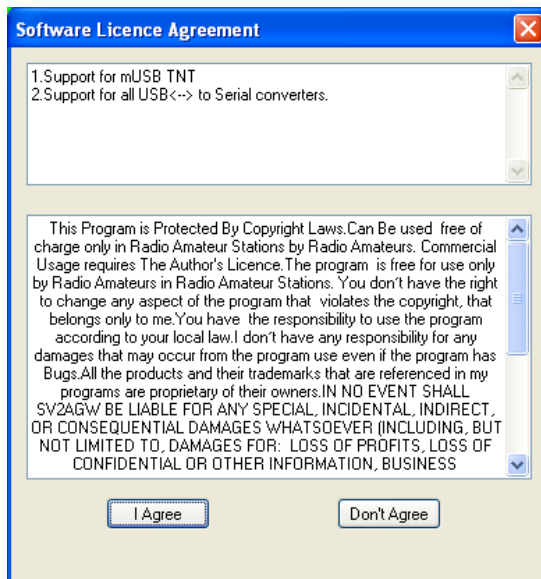 Software Licence Agreement
1.Support for mUSB TNT
2.Support for all USB<--> to Serial converters.
This Program is Protected By Copyright Laws.Can Be used free of
charge only in Radio Amateur Stations by Radio Amateurs. Commercial
Usage requires The Author's Licence.The program is free for use only
by Radio Amateurs in Radio Amateur Stations. You don´t have the right
to change any aspect of the program that violates the copyright, that
belongs only to me.You have the responsibility to use the program
according to your local law.I don´t have any responsibility for any
damages that may occur from the program use even if the program has
Bugs.All the products and their trademarks that are referenced in my
programs are proprietary of their owners.IN NO EVENT SHALL
SV2AGW BE LIABLE FOR ANY SPECIAL, INCIDENTAL, INDIRECT,
OR CONSEQUENTIAL DAMAGES WHATSOEVER (INCLUDING, BUT
NOT LIMITED TO, DAMAGES FOR: LOSS OF PROFITS, LOSS OF
CONFIDENTIAL OR OTHER INFORMATION, BUSINESS
I Agree
Don't Agree